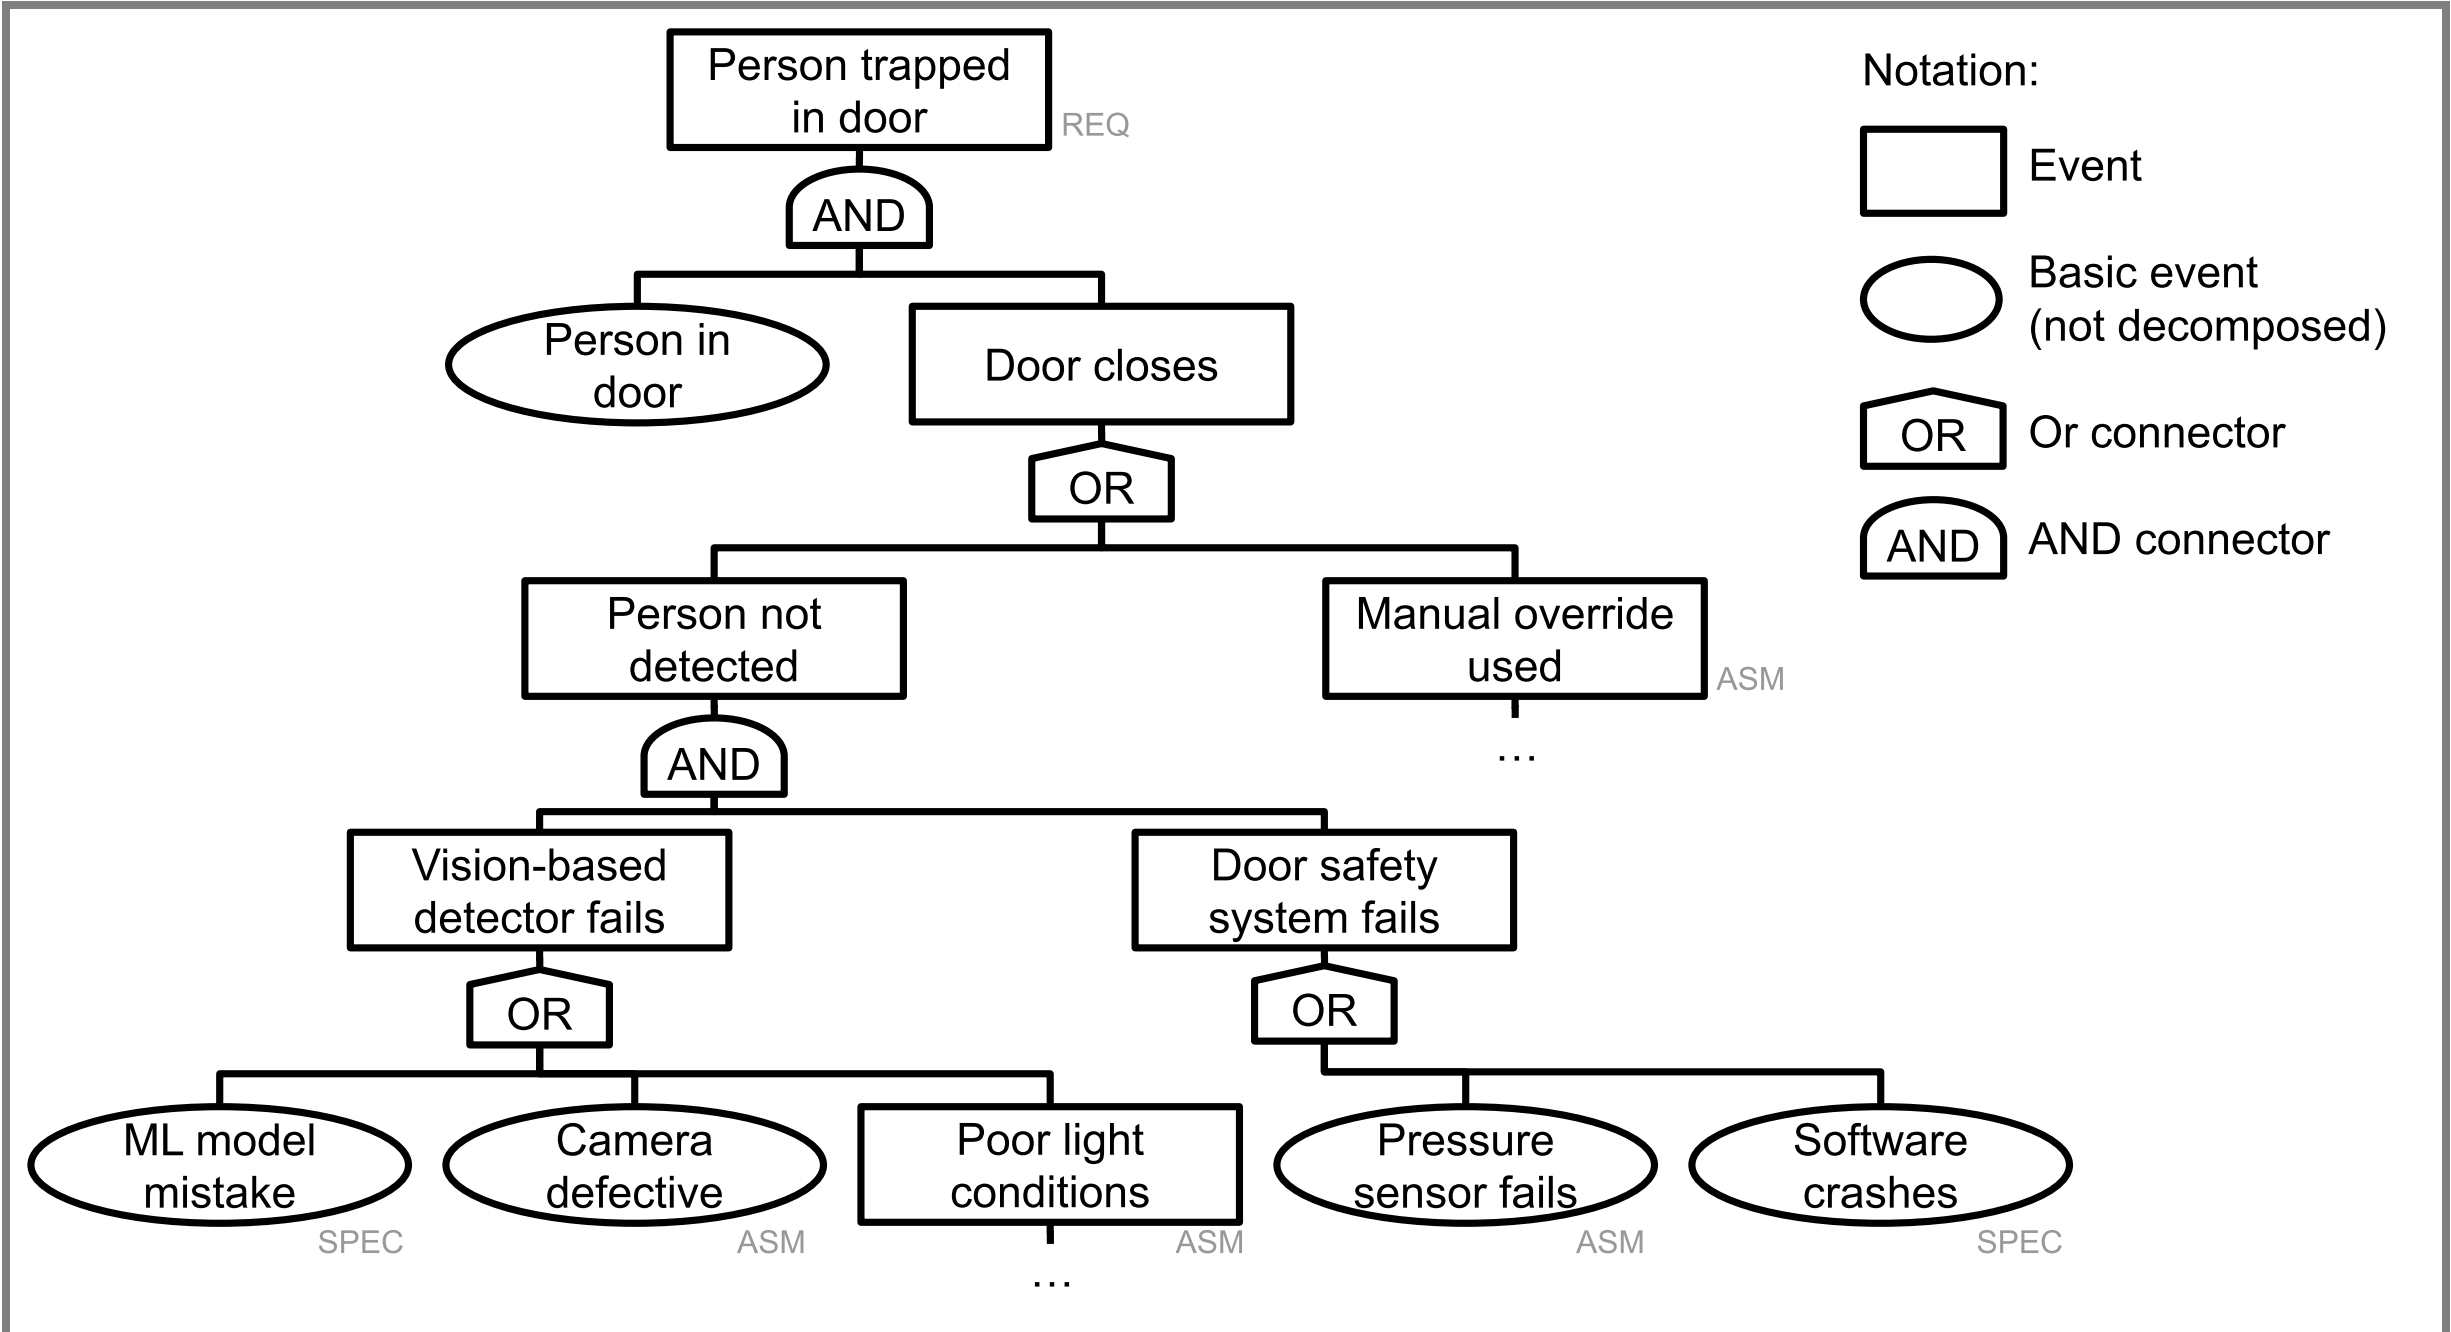 Person trapped
in door
REQ
AND
Person in
door
Door closes
OR
Person not
detected
Manual override
used
ASM
...
AND
Vision-based
detector fails
Door safety
system fails
OR
OR
ML model
mistake
SPEC
Camera
defective
ASM
Poor light
conditions
ASM
...
Pressure
sensor fails
ASM
Software
crashes
SPEC
Notation:
Event
Basic event
(not decomposed)
OR
Or connector
AND
AND connector